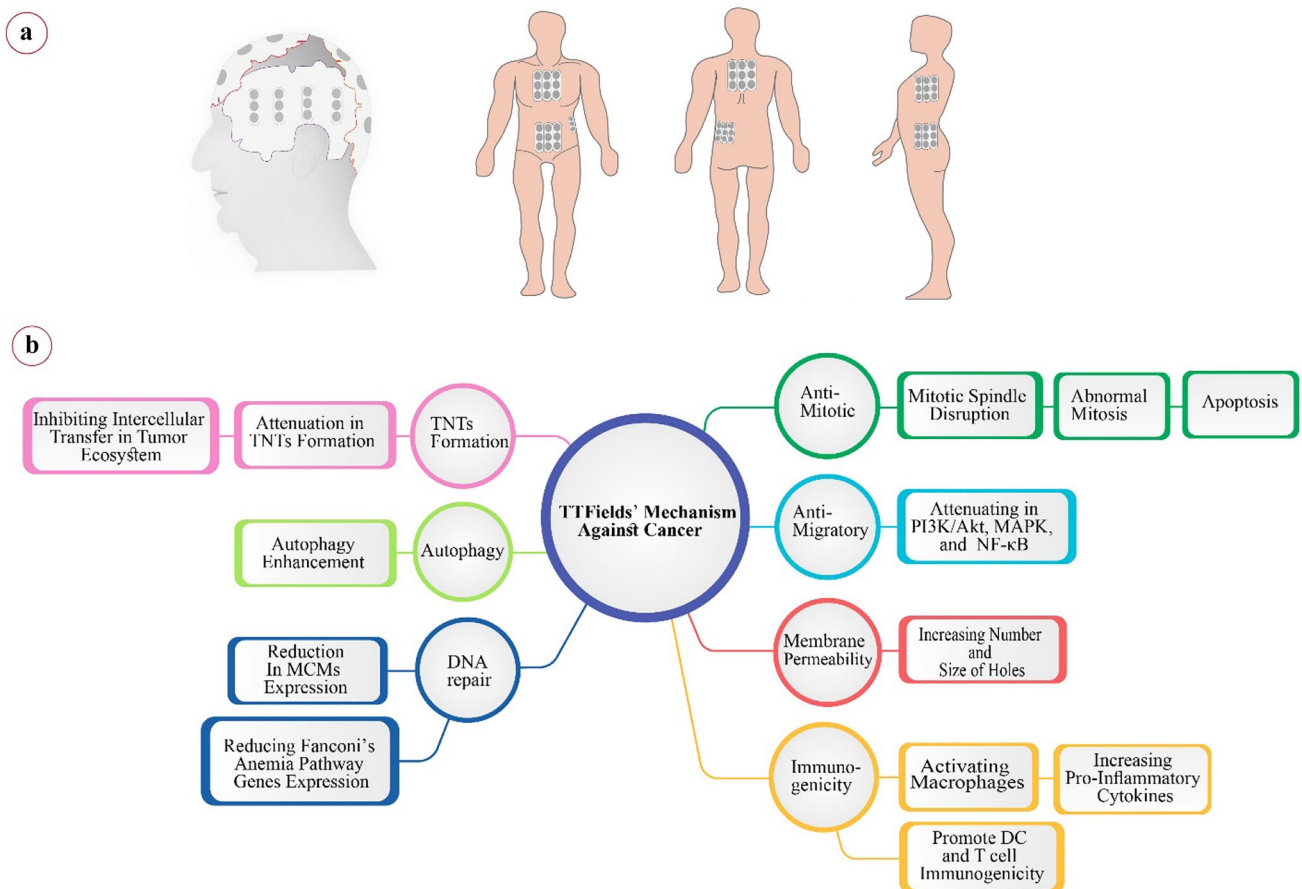 a
b
Inhibiting Intercellular
Transfer in Tumor
Ecosystem
Attenuation in
TNTs Formation
TNTs
Formation
Autophagy
Enhancement
Autophagy
Reduction
In MCMs
Expression
DNA
repair
Reducing Fanconi's
Anemia Pathway
Genes Expression
TTFields' Mechanism
Against Cancer
Anti-
Mitotic
Mitotic Spindle
Disruption
Abnormal
Mitosis
Apoptosis
Anti-
Migratory
Attenuating in
PI3K/Akt, MAPK,
and NF-κB
Membrane
Permeability
Increasing Number
and
Size of Holes
Immuno-
genicity
Activating
Macrophages
Increasing
Pro-Inflammatory
Cytokines
Promote DC
and T cell
Immunogenicity